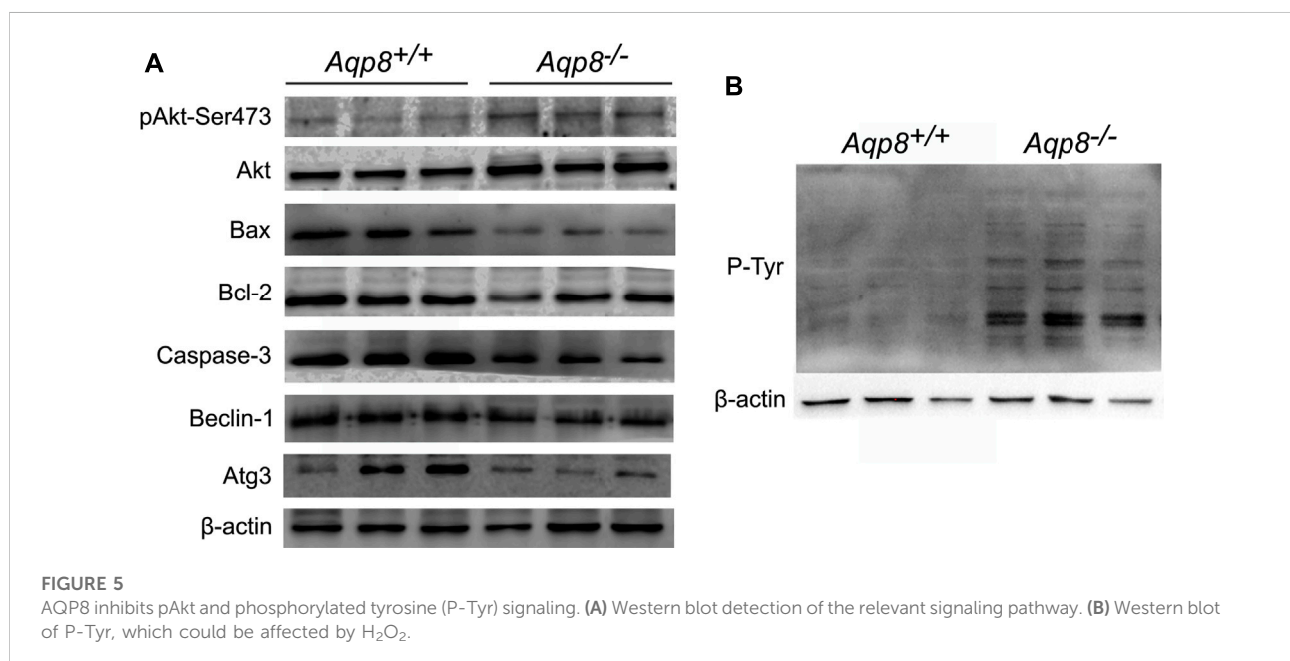 A
Aqp8+/+ Aqp8-/-
pAkt-Ser473
Akt
Bax
Bcl-2
Caspase-3
Beclin-1
Atg3
β-actin
B
Aqp8+/+ Aqp8-/-
P-Tyr
β-actin
FIGURE 5
AQP8 inhibits pAkt and phosphorylated tyrosine (P-Tyr) signaling. (A) Western blot detection of the relevant signaling pathway. (B) Western blot
of P-Tyr, which could be affected by H₂O₂.